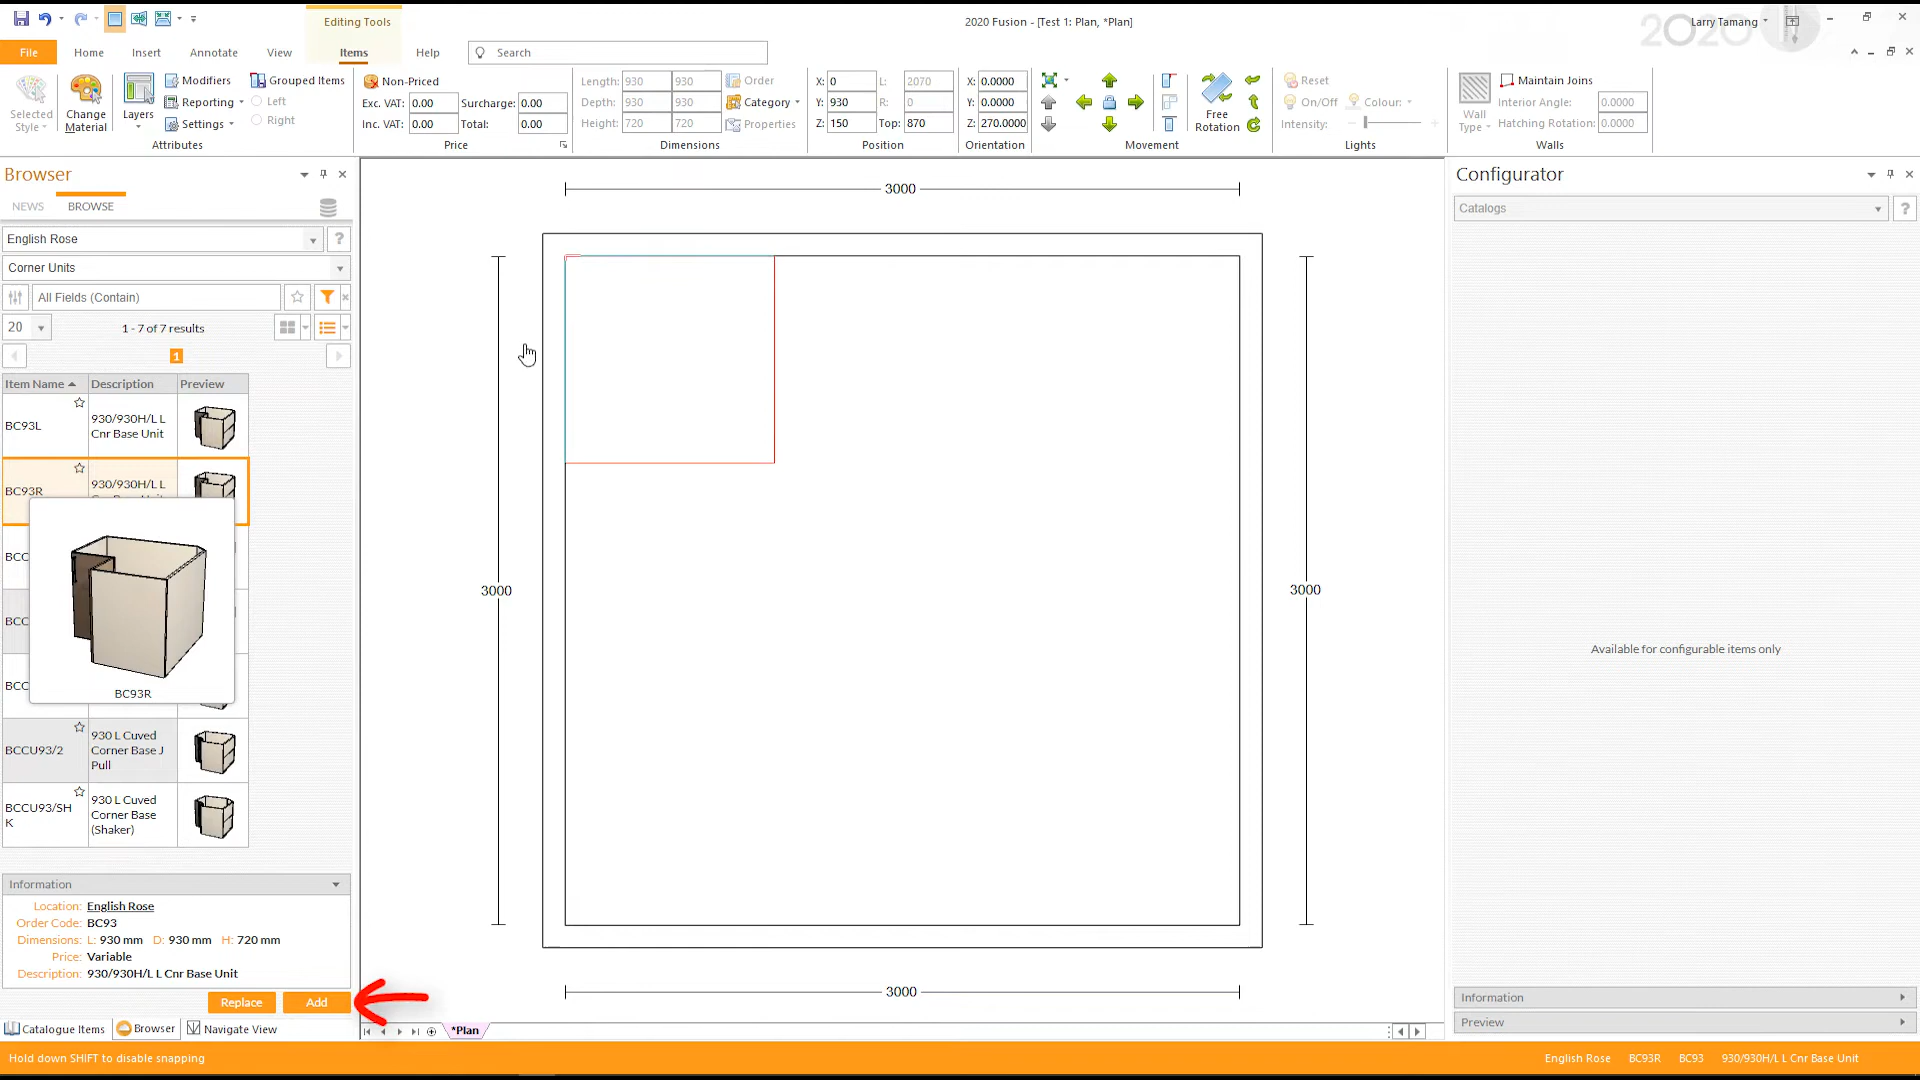 Editing Tools
2020 Fusion - [Test 1: Plan, *Plan]
Larry Tamang
2020
File Home Insert Annotate View Items Help Search
Selected Style
Change Material
Layers
Modifiers
Reporting
Settings
Grouped Items
Left
Right
Attributes
Non-Priced
Exc. VAT: 0.00 Surcharge: 0.00
Inc. VAT: 0.00 Total: 0.00
Price
Length: 930 930 Order
Depth: 930 930 Category
Height: 720 720 Properties
Dimensions
X: 0 L: 2070
Y: 930 R: 0
Z: 150 Top: 870
Position
X: 0.0000
Y: 0.0000
Z: 270.0000
Orientation
Free Rotation
Movement
Reset
On/Off Colour:
Intensity:
Lights
Wall Type
Maintain Joins
Interior Angle: 0.0000
Hatching Rotation: 0.0000
Walls
Browser
NEWS BROWSE
English Rose
?
Corner Units
All Fields (Contain)
20 1 - 7 of 7 results
1
Item Name Description Preview
BC93L 930/930H/L L
Cnr Base Unit
BC93R 930/930H/L L
BCC
BCC
BCC
BC93R
BCCU93/2 930 L Cuved
Corner Base J
Pull
BCCU93/SH
K
930 L Cuved
Corner Base
(Shaker)
Information
Location: English Rose
Order Code: BC93
Dimensions: L: 930 mm D: 930 mm H: 720 mm
Price: Variable
Description: 930/930H/L L Cnr Base Unit
Replace Add
Catalogue Items Browser Navigate View
3000
3000
3000
3000
*Plan
Configurator
Catalogs
?
Available for configurable items only
Information
Preview
Hold down SHIFT to disable snapping
English Rose BC93R BC93 930/930H/L L Cnr Base Unit